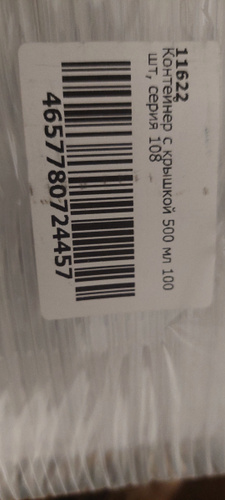 11622
Контейнер с крышкой 500 мл 100
шт, серия 108
4657780724457